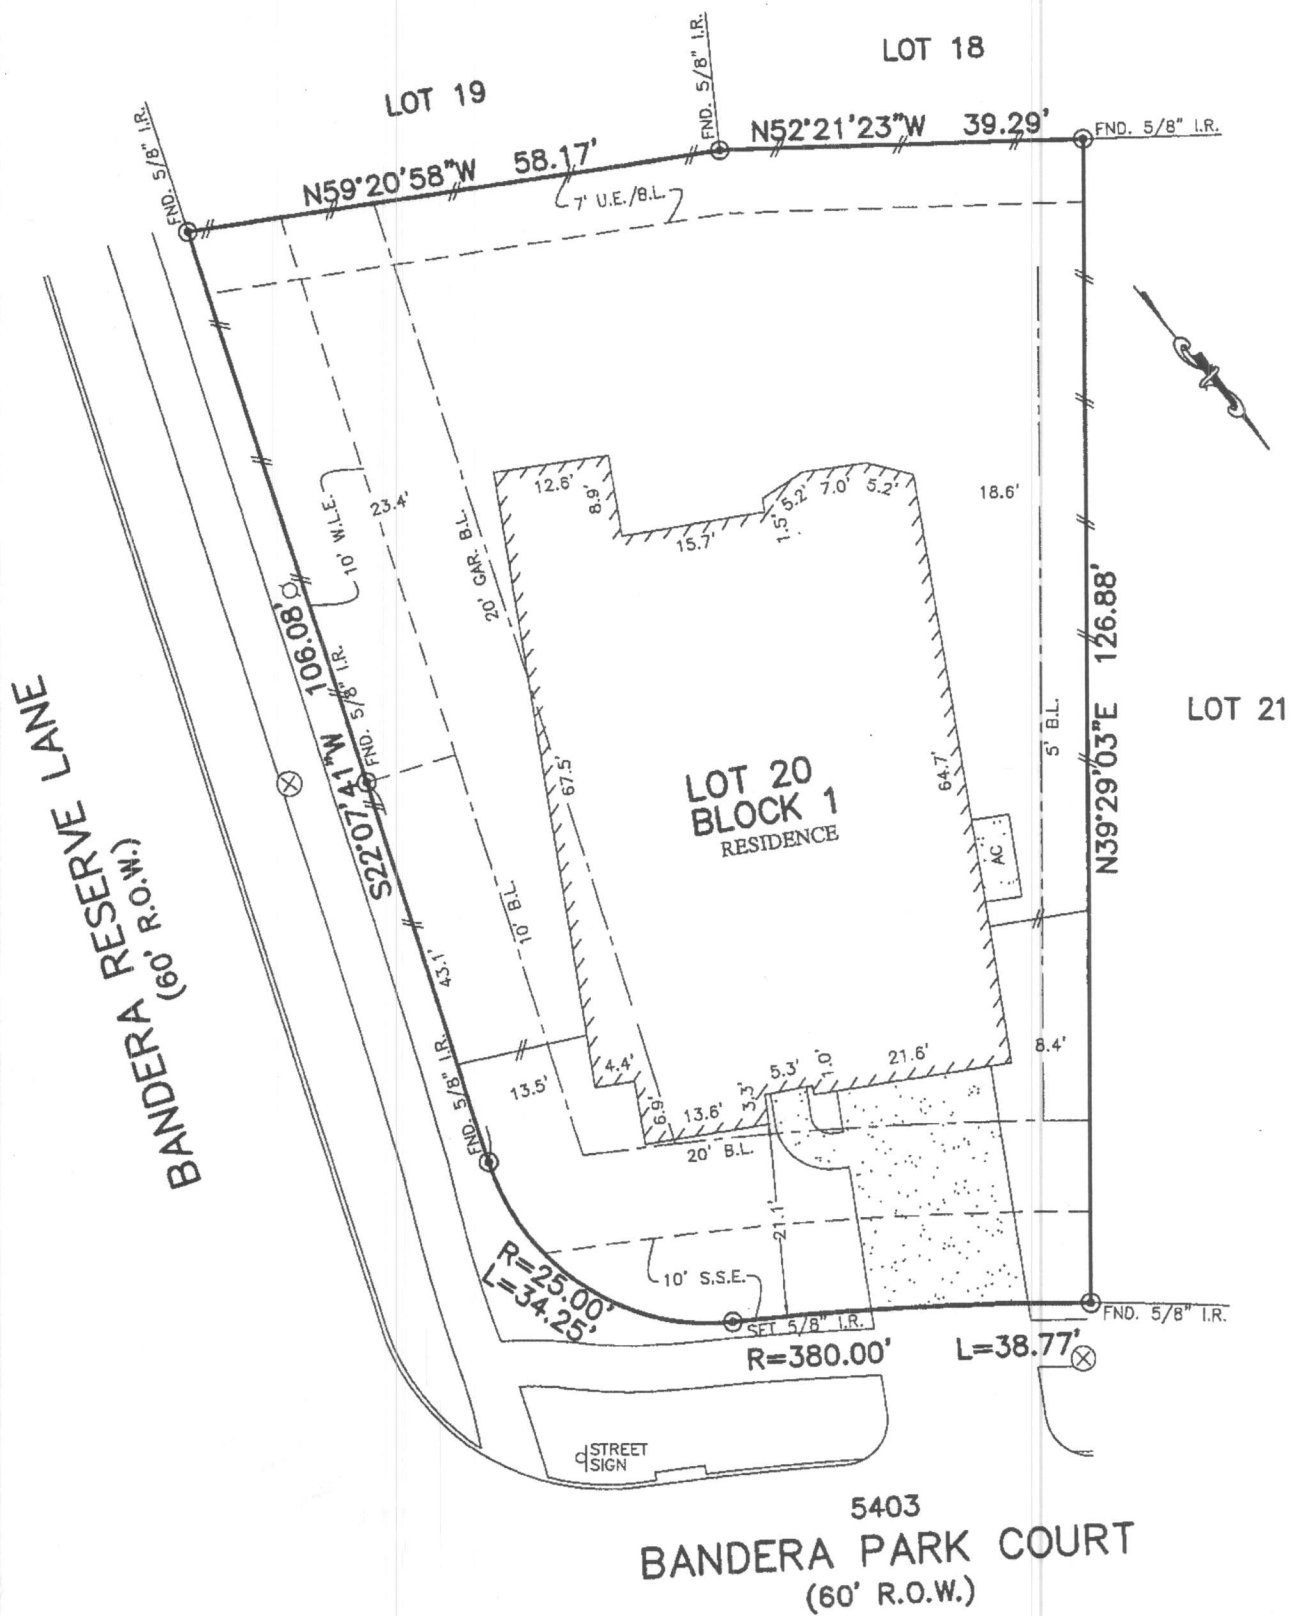 LOT 18
LOT 19
FND. 5/8" I.R.
FND. 5/8" I.R.
N52°21'23"W 39.29'
FND. 5/8" I.R.
N59°20'58"W 58.17'
7' U.E./B.L.
10' W.L.E.
23.4'
20' GAR. B.L.
12.6'
8.9'
15.7'
1.5'
5.2'
7.0'
5.2'
18.6'
S22°07'41"W 106.08'
FND. 5/8" I.R.
67.5'
64.7'
5' B.L.
N39°29'03"E 126.88'
LOT 21
LOT 20
BLOCK 1
RESIDENCE
AC
BANDERA RESERVE LANE
(60' R.O.W.)
10' B.L.
43.1'
FND. 5/8" I.R.
13.5'
4.4'
6.9'
13.6'
3.3'
5.3'
1.0'
21.6'
8.4'
20' B.L.
21.1'
10' S.S.E.
R=25.00'
L=34.25'
SET 5/8" I.R.
FND. 5/8" I.R.
R=380.00' L=38.77'
STREET
SIGN
5403
BANDERA PARK COURT
(60' R.O.W.)